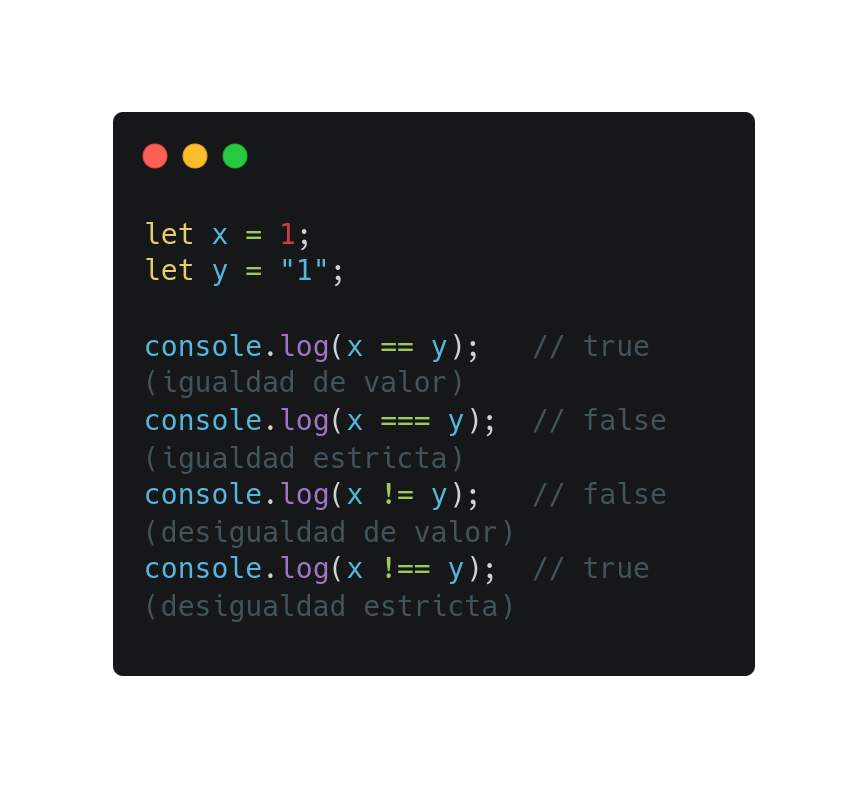 let x = 1;
let y = "1";
console.log(x == y);   // true
(igualdad de valor)
console.log(x === y);  // false
(igualdad estricta)
console.log(x != y);   // false
(desigualdad de valor)
console.log(x !== y);  // true
(desigualdad estricta)